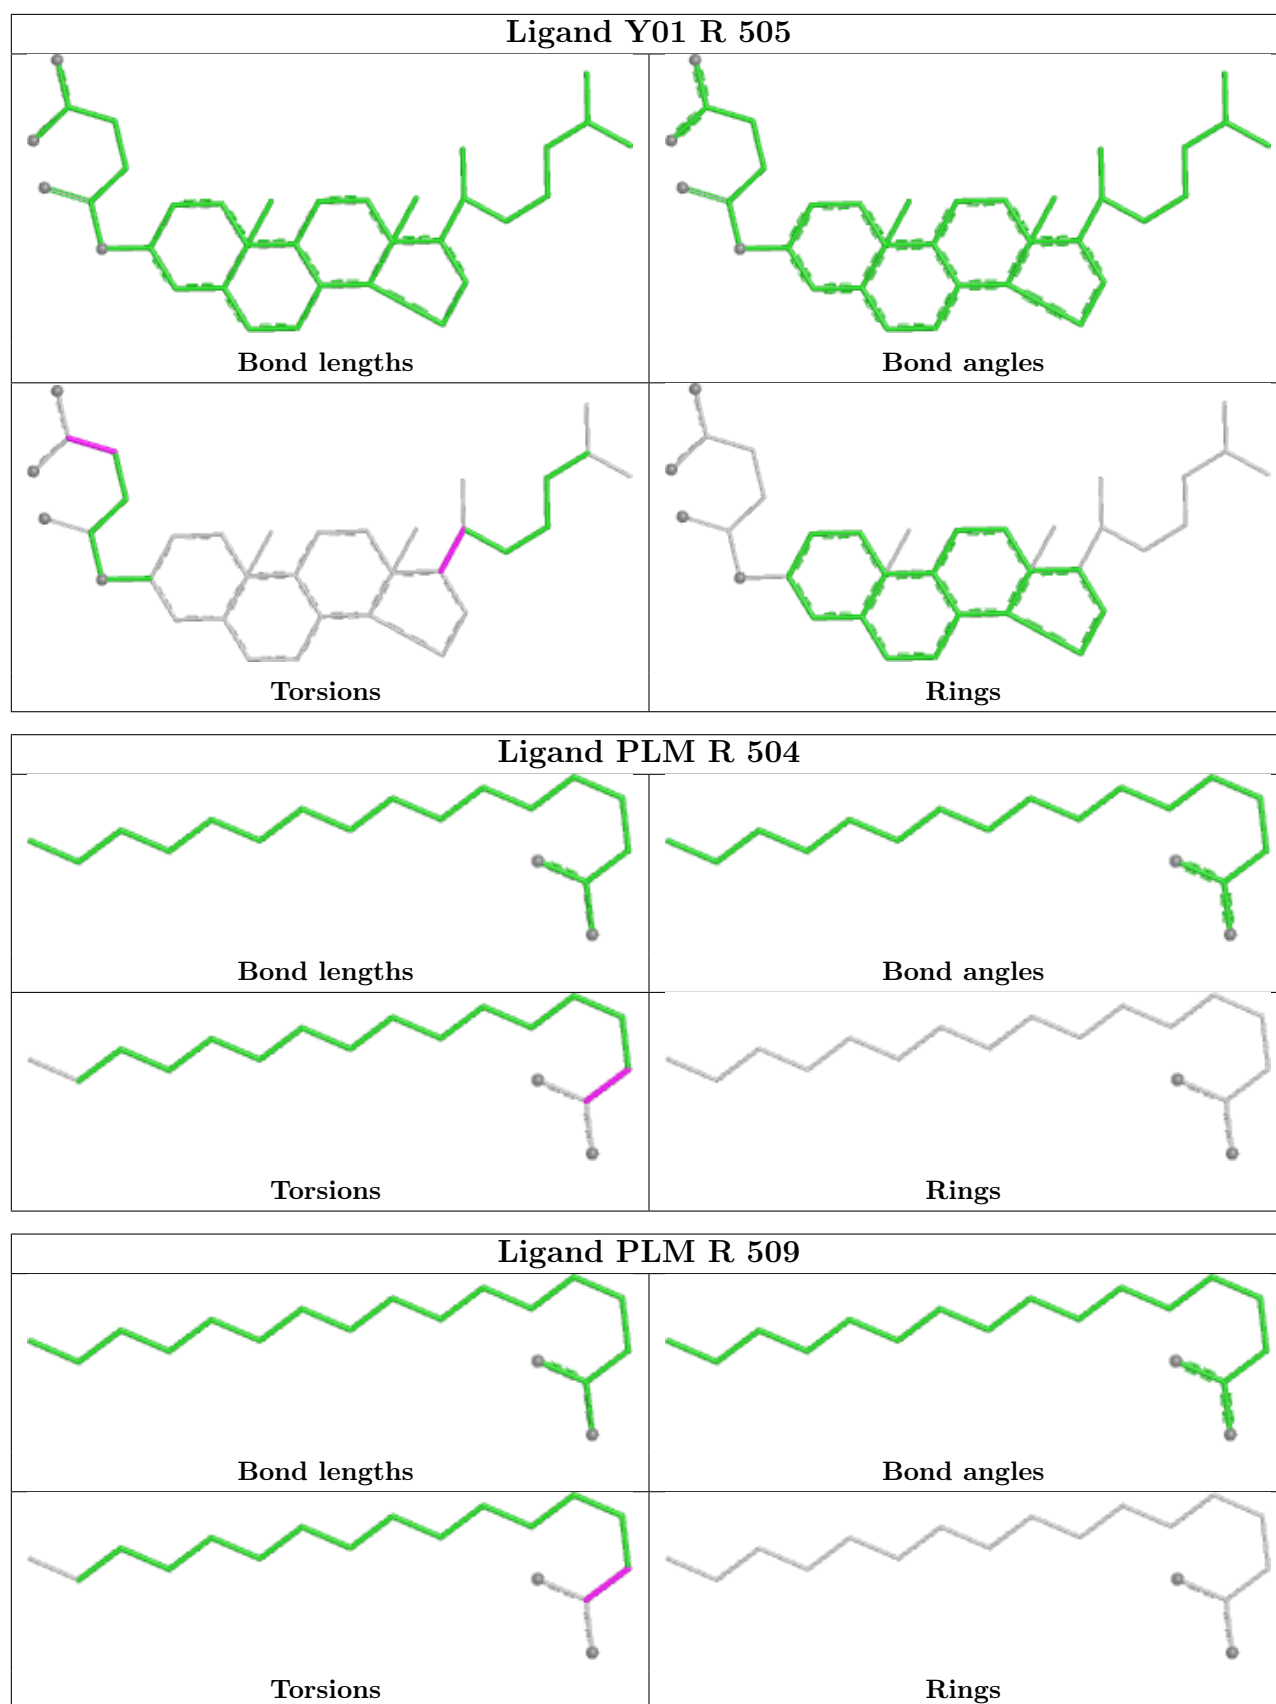 Ligand Y01 R 505
Bond lengths
Bond angles
Torsions
Rings
Ligand PLM R 504
Bond lengths
Bond angles
Torsions
Rings
Ligand PLM R 509
Bond lengths
Bond angles
Torsions
Rings